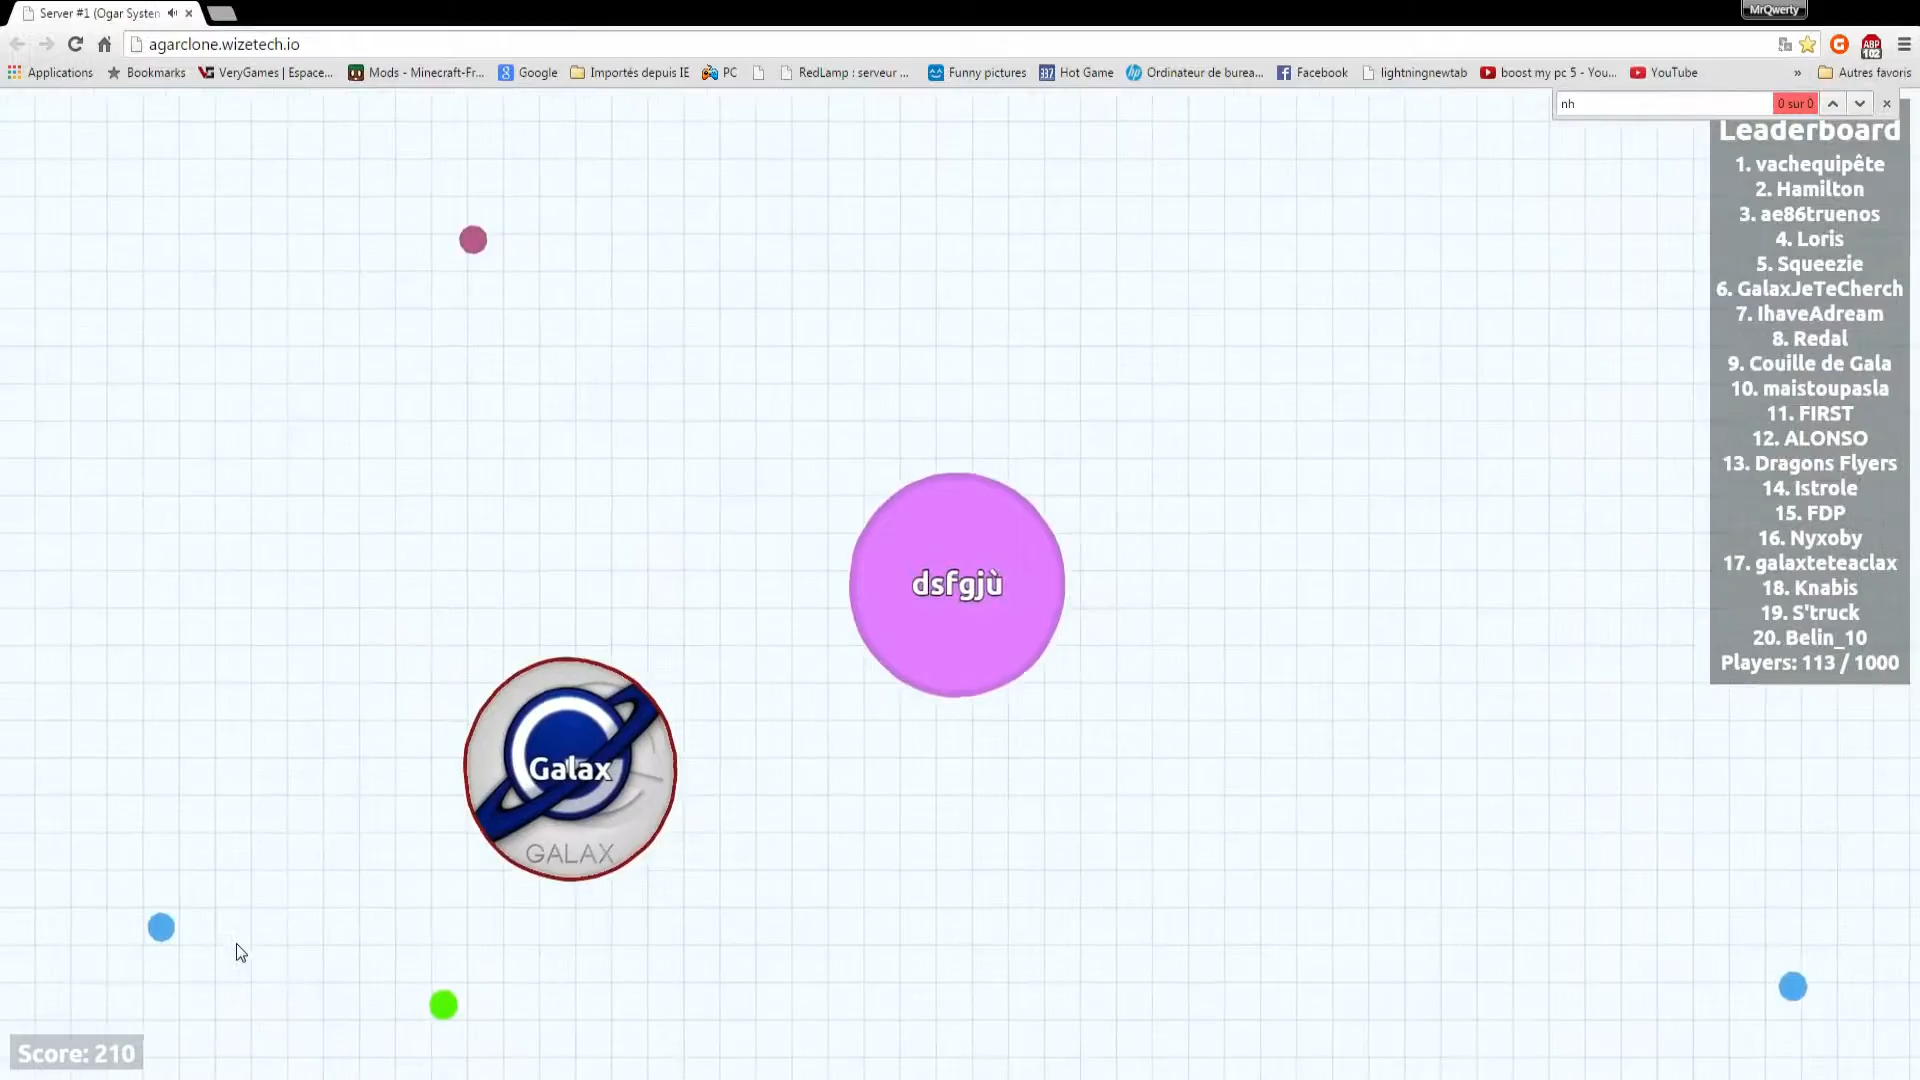 Server #1 (Ogar Systen
MrQwerty
agarclone.wizetech.io
ABP
102
Applications
Bookmarks
VeryGames | Espace...
Mods - Minecraft-Fr...
Google
Importés depuis IE
PC
RedLamp : serveur ...
Funny pictures
337
Hot Game
hp
Ordinateur de burea...
Facebook
lightningnewtab
boost my pc 5 - You...
YouTube
»
Autres favoris
nh
0 sur 0
Leaderboard
1. vachequipête
2. Hamilton
3. ae86truenos
4. Loris
5. Squeezie
6. GalaxJeTeCherch
7. IhaveAdream
8. Redal
9. Couille de Gala
10. maistoupasla
11. FIRST
12. ALONSO
13. Dragons Flyers
14. Istrole
15. FDP
16. Nyxoby
17. galaxteteaclax
18. Knabis
19. S'truck
20. Belin_10
Players: 113 / 1000
dsfgjù
Galax
GALAX
Score: 210